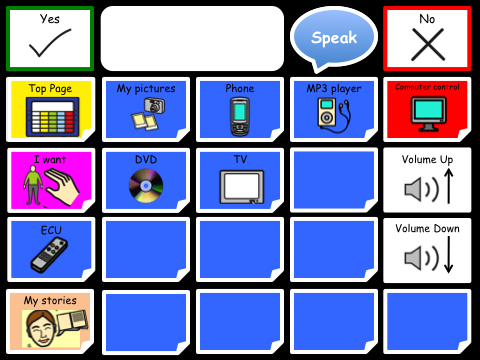 Yes
Speak
No
Top Page
My pictures
Phone
MP3 player
Computer control
I want
DVD
TV
Volume Up
ECU
Volume Down
My stories